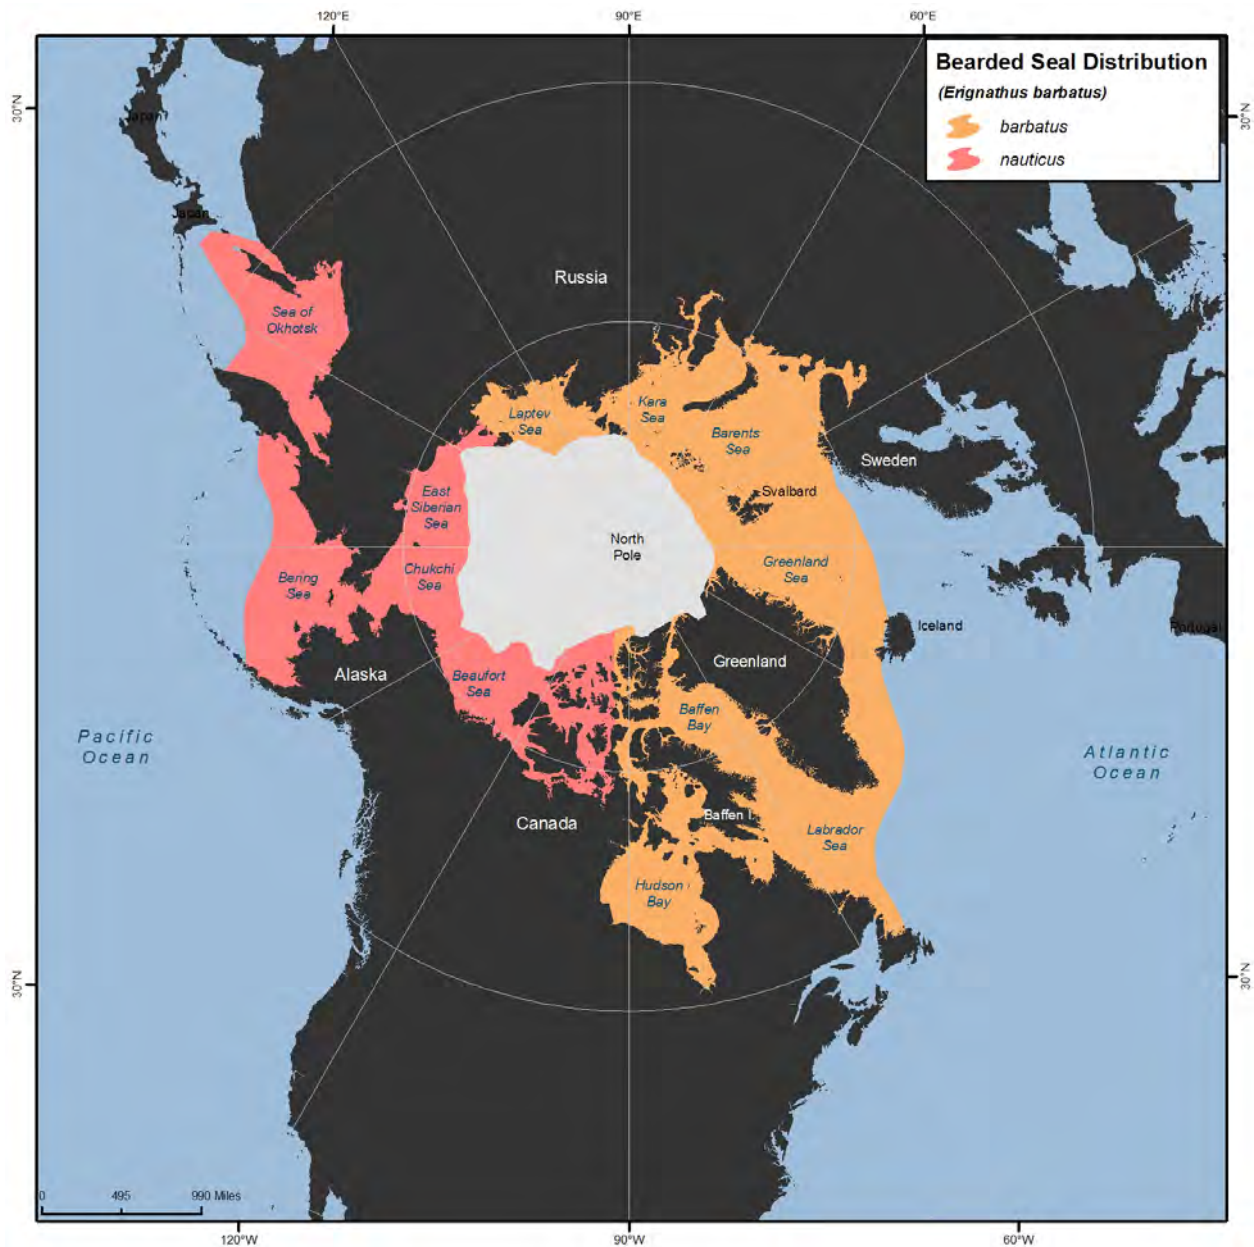 120°E
90°E
60°E
Bearded Seal Distribution
(Erignathus barbatus)
barbatus
nauticus
30°N
30°N
Japan
Japan
Russia
Sea of
Okhotsk
Laptev
Sea
Kara
Sea
Barents
Sea
Sweden
Svalbard
East
Siberian
Sea
North
Pole
Greenland
Sea
Chukchi
Sea
Bering
Sea
Iceland
Portugal
Alaska
Greenland
Beaufort
Sea
Baffen
Bay
Pacific
Ocean
Atlantic
Ocean
Canada
Baffen I.
Labrador
Sea
Hudson
Bay
30°N
30°N
0
495
990 Miles
120°W
90°W
60°W